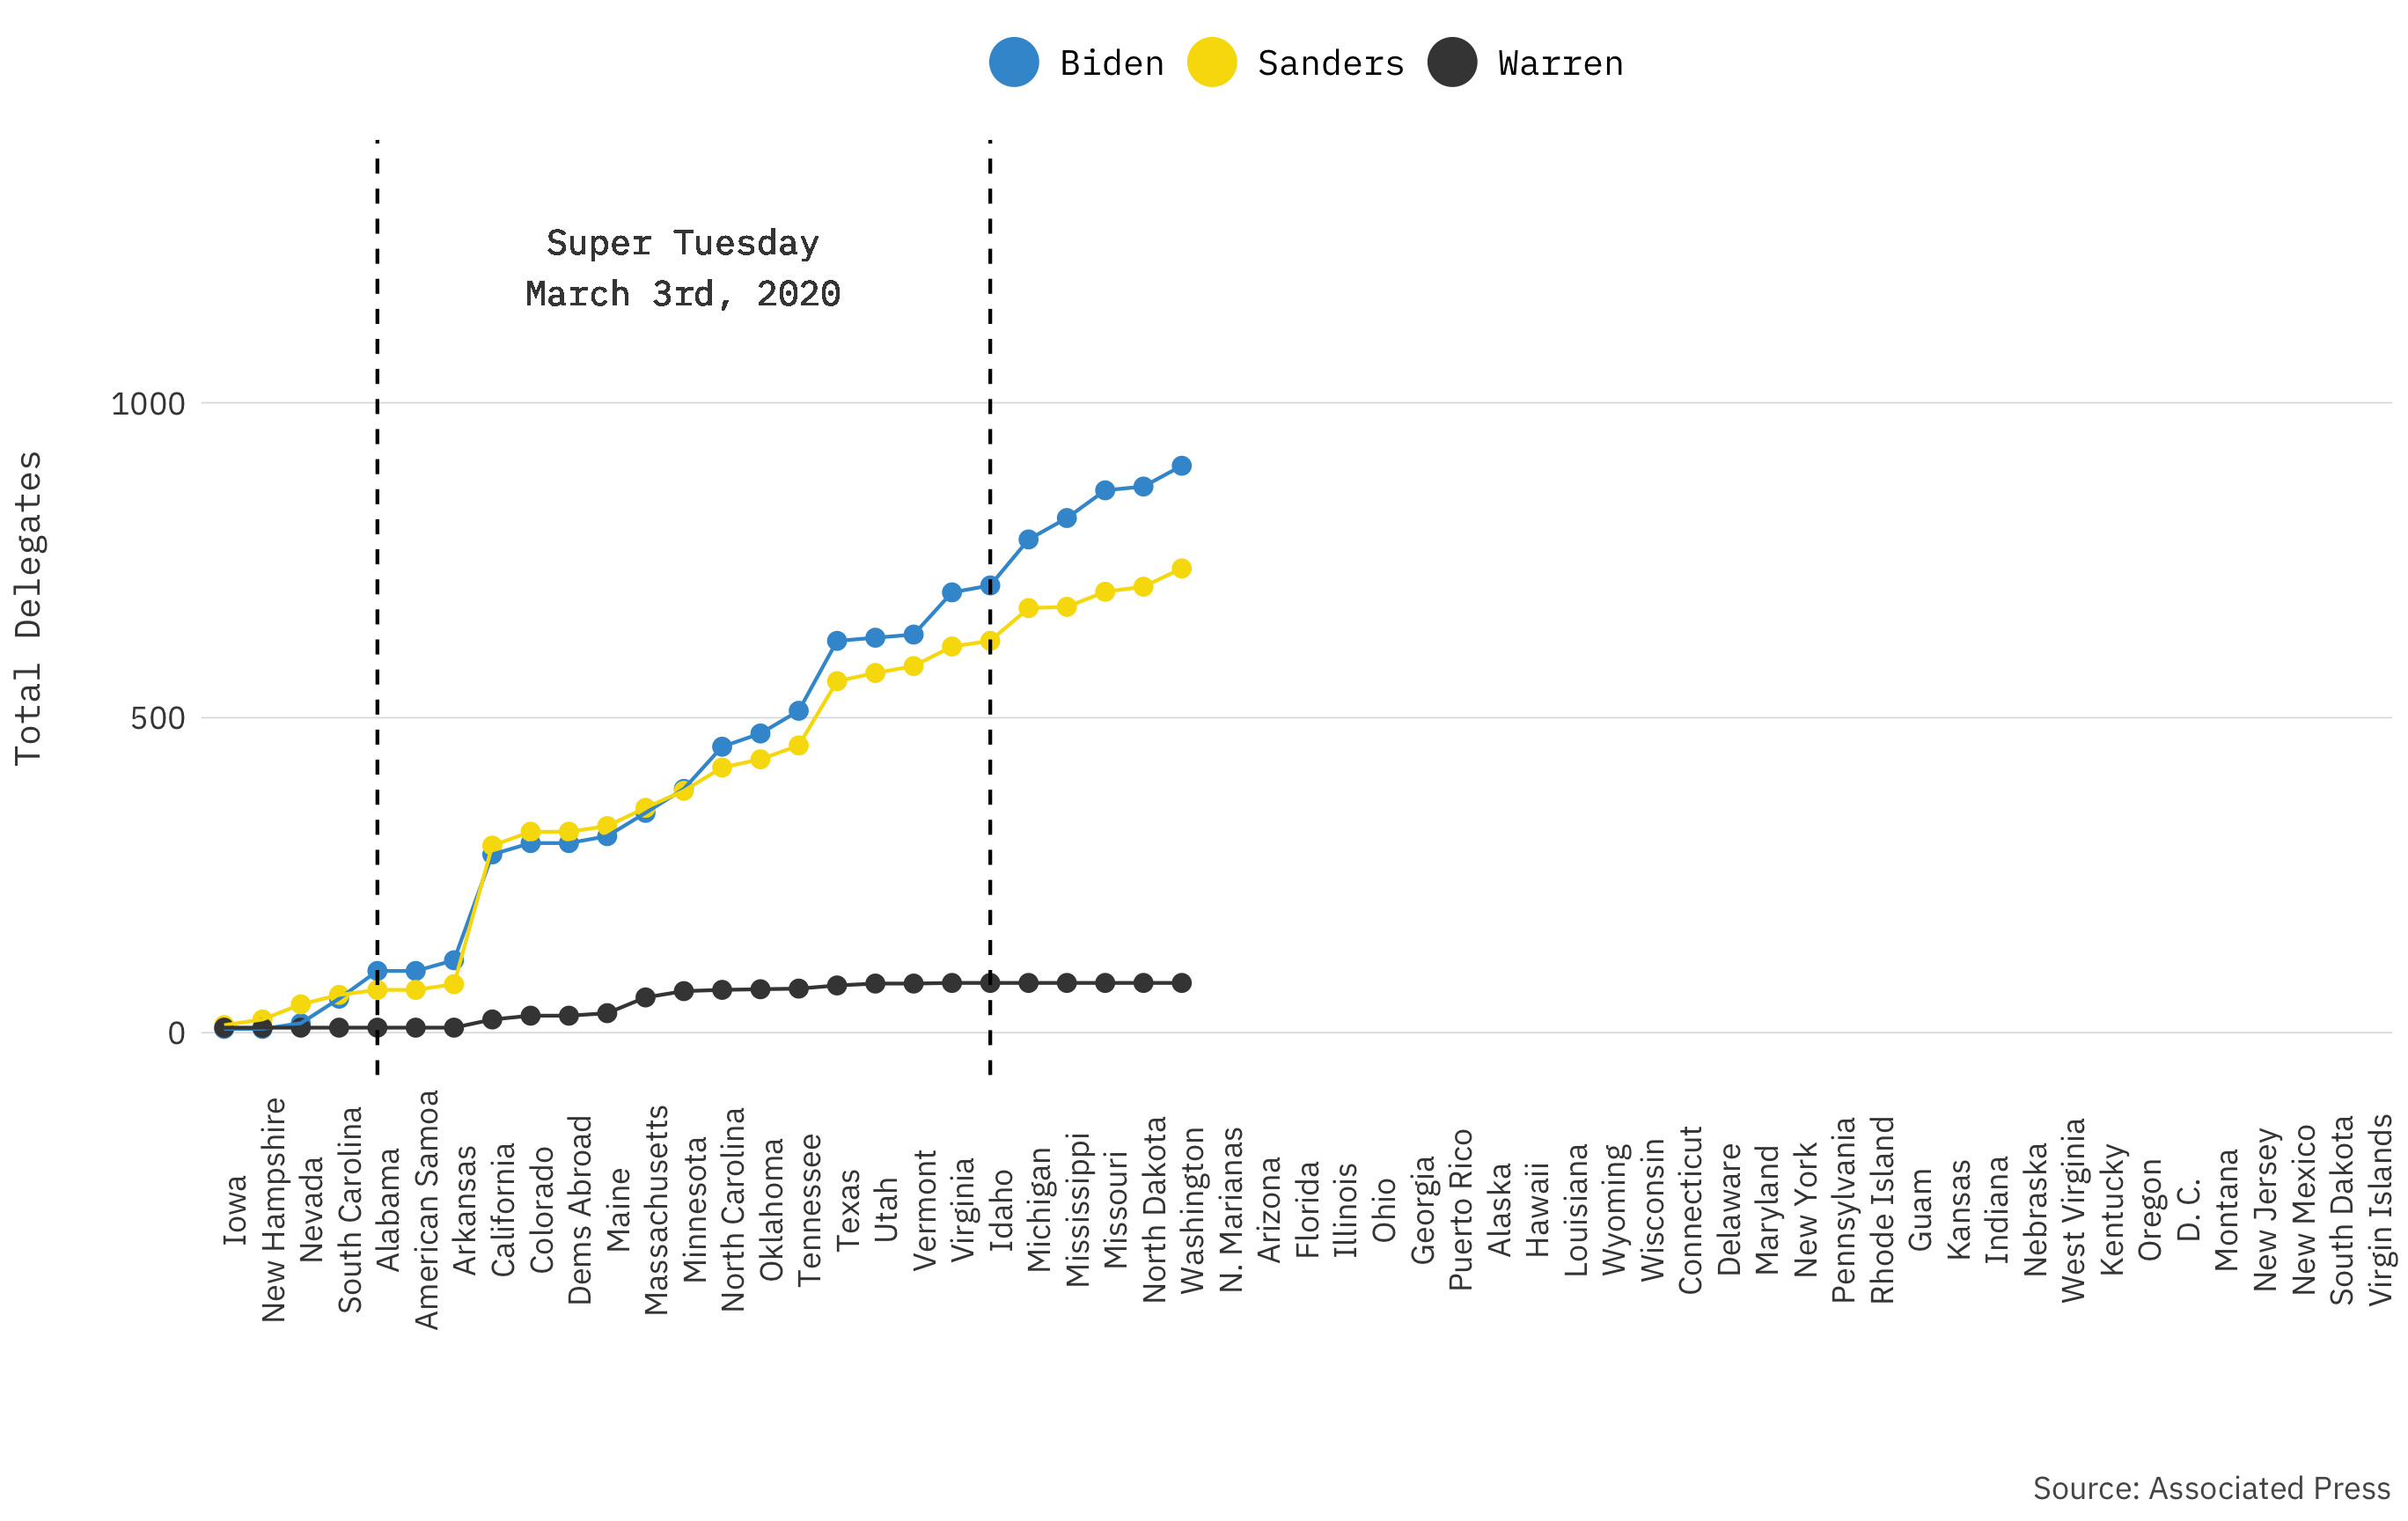 Biden Sanders Warren
Super Tuesday
March 3rd, 2020
Total Delegates
1000
500
0
Iowa
New Hampshire
Nevada
South Carolina
Alabama
American Samoa
Arkansas
California
Colorado
Dems Abroad
Maine
Massachusetts
Minnesota
North Carolina
Oklahoma
Tennessee
Texas
Utah
Vermont
Virginia
Idaho
Michigan
Mississippi
Missouri
North Dakota
Washington
N. Marianas
Arizona
Florida
Illinois
Ohio
Georgia
Puerto Rico
Alaska
Hawaii
Louisiana
Wyoming
Wisconsin
Connecticut
Delaware
Maryland
New York
Pennsylvania
Rhode Island
Guam
Kansas
Indiana
Nebraska
West Virginia
Kentucky
Oregon
D. C.
Montana
New Jersey
New Mexico
South Dakota
Virgin Islands
Source: Associated Press